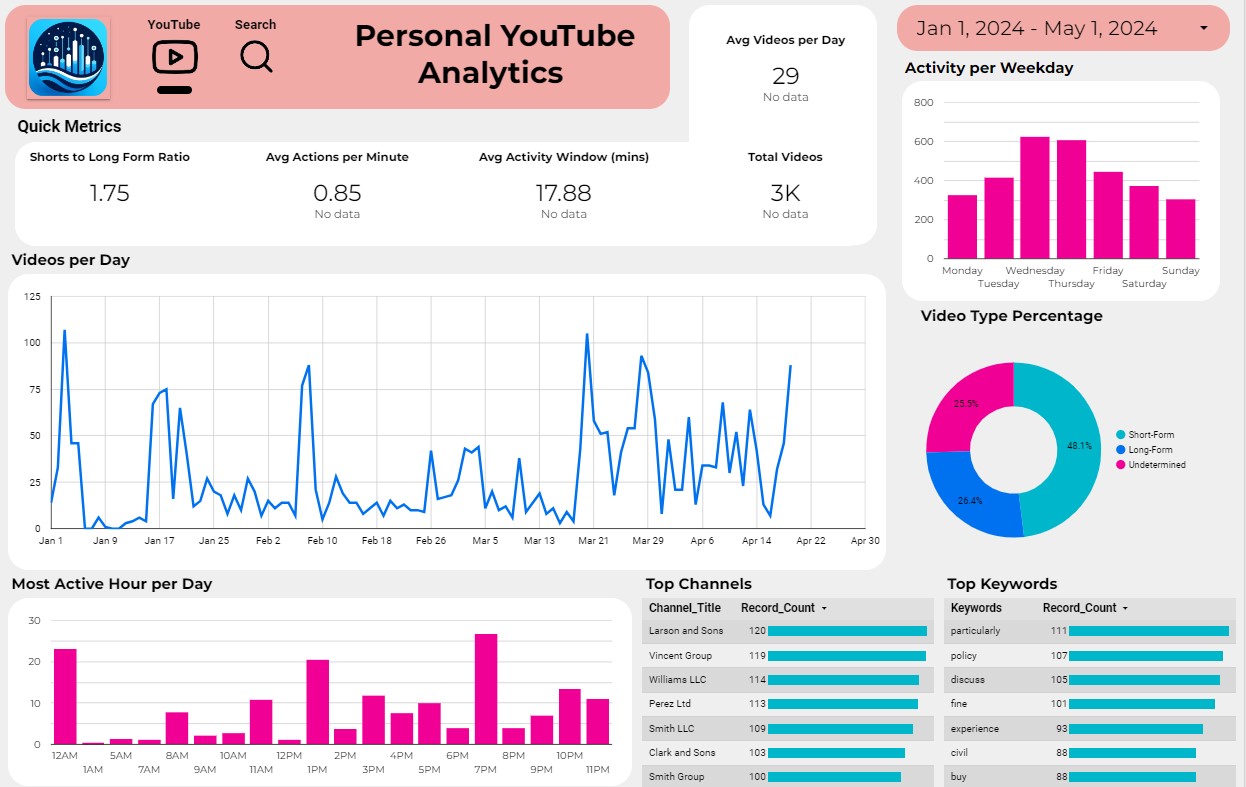 YouTube
Search
Personal YouTube
Analytics
Avg Videos per Day
29
No data
Jan 1, 2024 - May 1, 2024
Quick Metrics
Shorts to Long Form Ratio
1.75
Avg Actions per Minute
0.85
No data
Avg Activity Window (mins)
17.88
No data
Total Videos
3K
No data
Activity per Weekday
800
600
400
200
0
Monday Wednesday Friday Sunday
Tuesday Thursday Saturday
Videos per Day
125
100
75
50
25
0
Jan 1 Jan 9 Jan 17 Jan 25 Feb 2 Feb 10 Feb 18 Feb 26 Mar 5 Mar 13 Mar 21 Mar 29 Apr 6 Apr 14 Apr 22 Apr 30
Video Type Percentage
25.5%
48.1%
26.4%
Short-Form
Long-Form
Undetermined
Most Active Hour per Day
30
20
10
0
12AM 5AM 8AM 10AM 12PM 2PM 4PM 6PM 8PM 10PM
1AM 7AM 9AM 11AM 1PM 3PM 5PM 7PM 9PM 11PM
Top Channels
Channel_Title Record_Count
Larson and Sons 120
Vincent Group 119
Williams LLC 114
Perez Ltd 113
Smith LLC 109
Clark and Sons 103
Smith Group 100
Top Keywords
Keywords Record_Count
particularly 111
policy 107
discuss 105
fine 101
experience 93
civil 88
buy 88